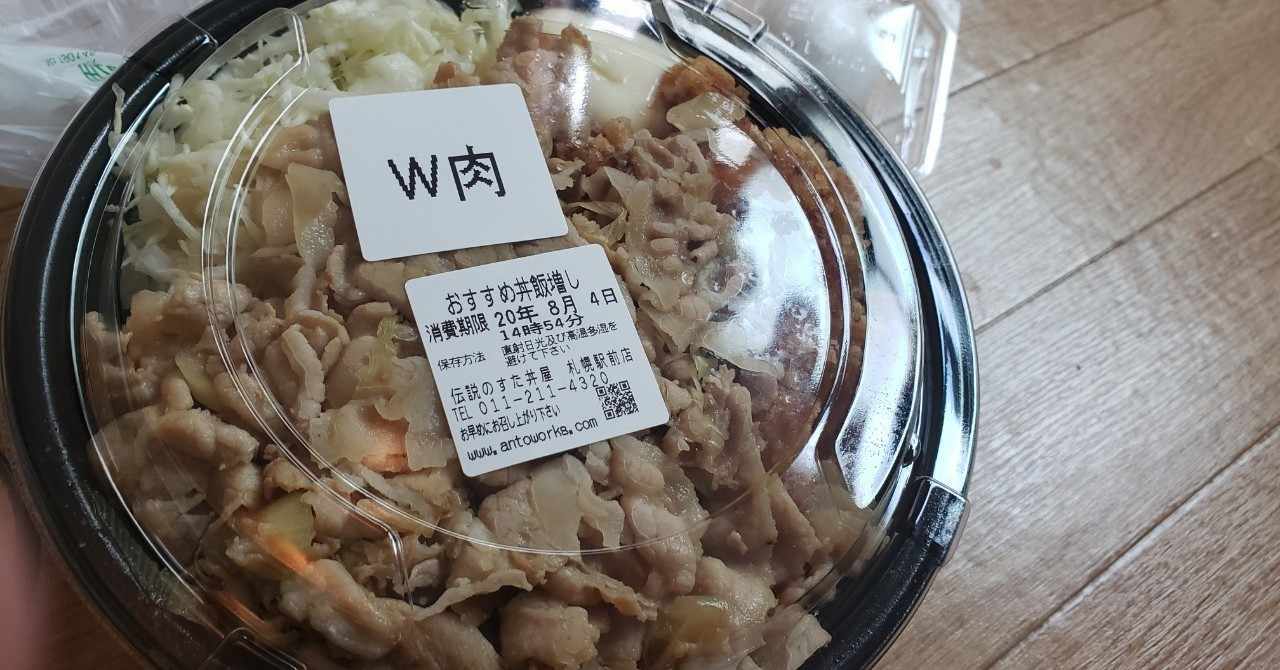 W肉
おすすめ丼飯増し
消費期限 20年 8月 4日
14時54分
保存方法 直射日光及び高温多湿を
避けて下さい
伝説のすた丼屋 札幌駅前店
TEL 011-211-4320
お早めにお召し上がり下さい
www.antoworks.com